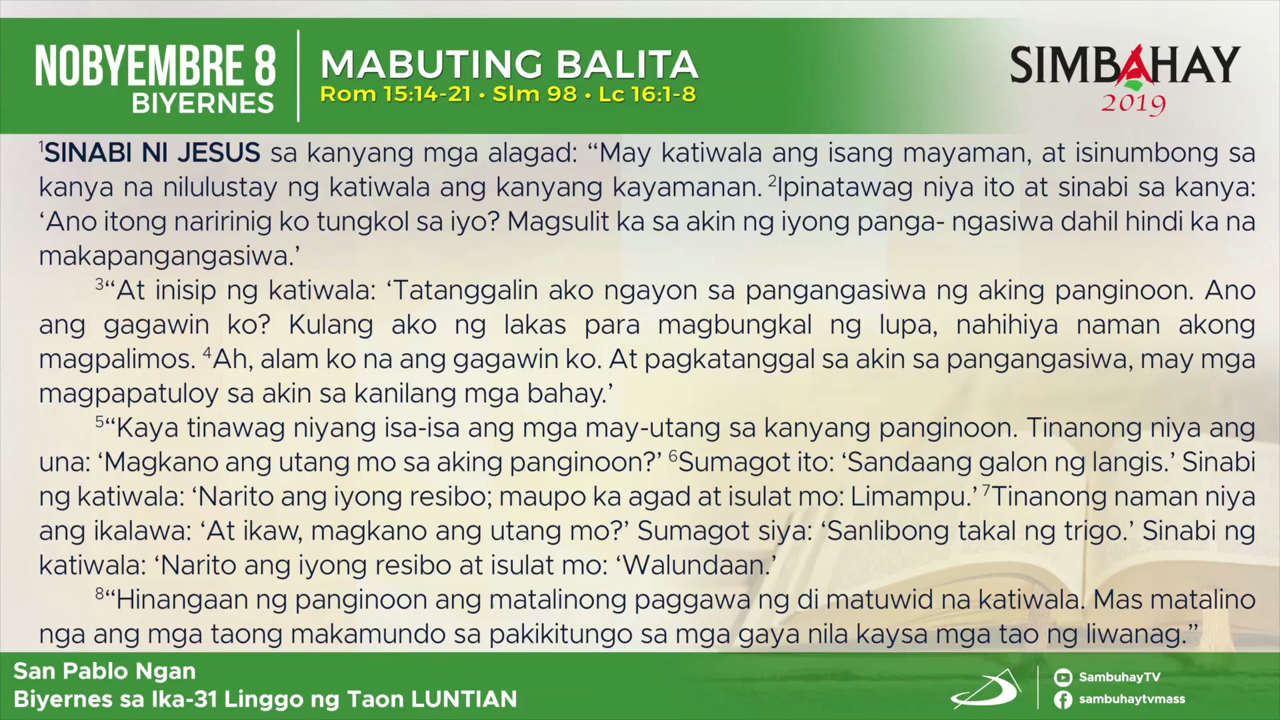 NOBYEMBRE 8
BIYERNES
MABUTING BALITA
Rom 15:14-21 • Slm 98 • Lc 16:1-8
SIMBAHAY
2019
¹SINABI NI JESUS sa kanyang mga alagad: “May katiwala ang isang mayaman, at isinumbong sa
kanya na nilulustay ng katiwala ang kanyang kayamanan. ²Ipinatawag niya ito at sinabi sa kanya:
‘Ano itong naririnig ko tungkol sa iyo? Magsulit ka sa akin ng iyong panga- ngasiwa dahil hindi ka na
makapangangasiwa.’
³“At inisip ng katiwala: ‘Tatanggalin ako ngayon sa pangangasiwa ng aking panginoon. Ano
ang gagawin ko? Kulang ako ng lakas para magbungkal ng lupa, nahihiya naman akong
magpalimos. ⁴Ah, alam ko na ang gagawin ko. At pagkatanggal sa akin sa pangangasiwa, may mga
magpapatuloy sa akin sa kanilang mga bahay.’
⁵“Kaya tinawag niyang isa-isa ang mga may-utang sa kanyang panginoon. Tinanong niya ang
una: ‘Magkano ang utang mo sa aking panginoon?’ ⁶Sumagot ito: ‘Sandaang galon ng langis.’ Sinabi
ng katiwala: ‘Narito ang iyong resibo; maupo ka agad at isulat mo: Limampu.’ ⁷Tinanong naman niya
ang ikalawa: ‘At ikaw, magkano ang utang mo?’ Sumagot siya: ‘Sanlibong takal ng trigo.’ Sinabi ng
katiwala: ‘Narito ang iyong resibo at isulat mo: ‘Walundaan.’
⁸“Hinangaan ng panginoon ang matalinong paggawa ng di matuwid na katiwala. Mas matalino
nga ang mga taong makamundo sa pakikitungo sa mga gaya nila kaysa mga tao ng liwanag.”
San Pablo Ngan
Biyernes sa Ika-31 Linggo ng Taon LUNTIAN
SambuhayTV
sambuhaytvmass